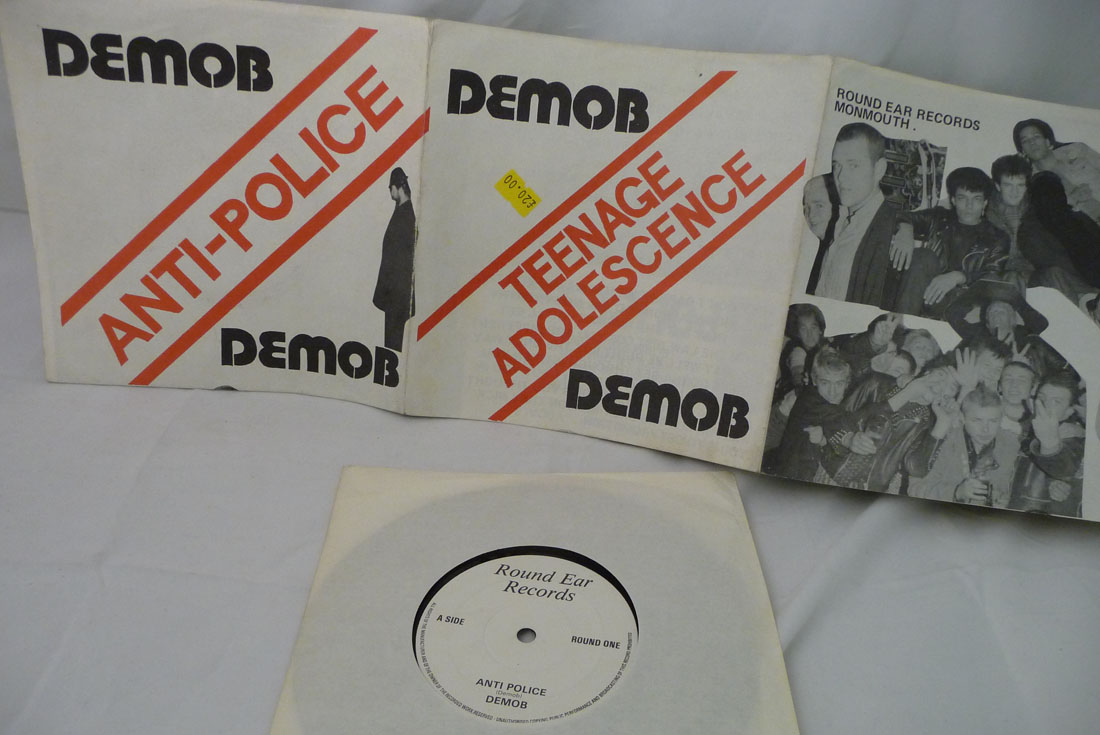 DEMOB
ANTI-POLICE
DEMOB
DEMOB
£20.00
TEENAGE
ADOLESCENCE
DEMOB
ROUND EAR RECORDS
MONMOUTH.
Round Ear
Records
A SIDE
ROUND ONE
ANTI POLICE
(Demob)
DEMOB